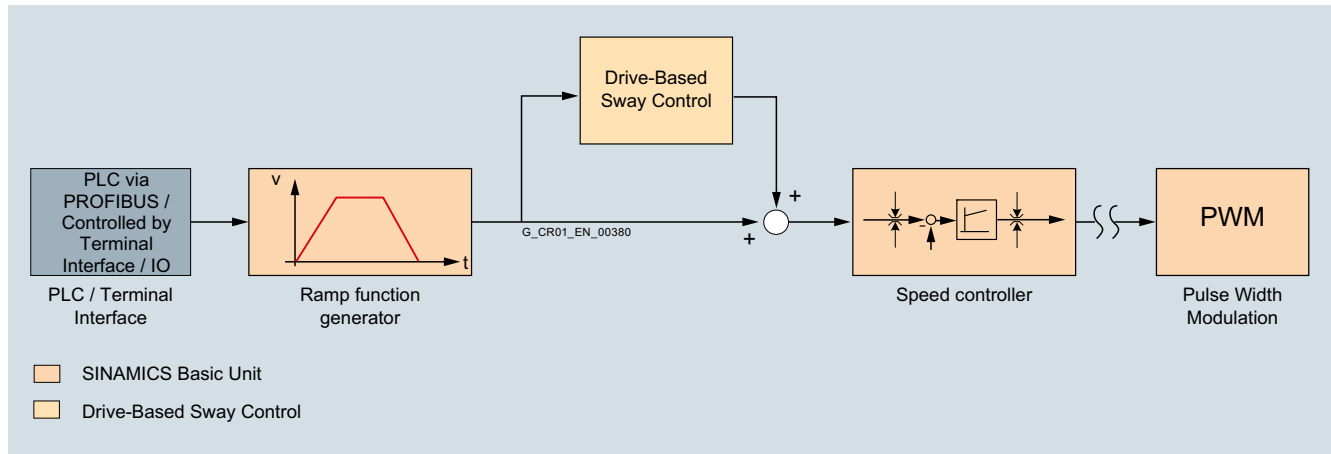 Drive-Based
Sway Control
PLC via
PROFIBUS /
Controlled by
Terminal
Interface / IO
v
t
G_CR01_EN_00380
+
+
-
PWM
PLC / Terminal
Interface
Ramp function
generator
Speed controller
Pulse Width
Modulation
SINAMICS Basic Unit
Drive-Based Sway Control